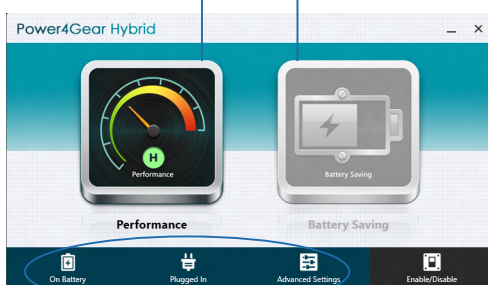 Power4Gear Hybrid
H
Performance
Battery Saving
Performance
Battery Saving
On Battery
Plugged In
Advanced Settings
Enable/Disable